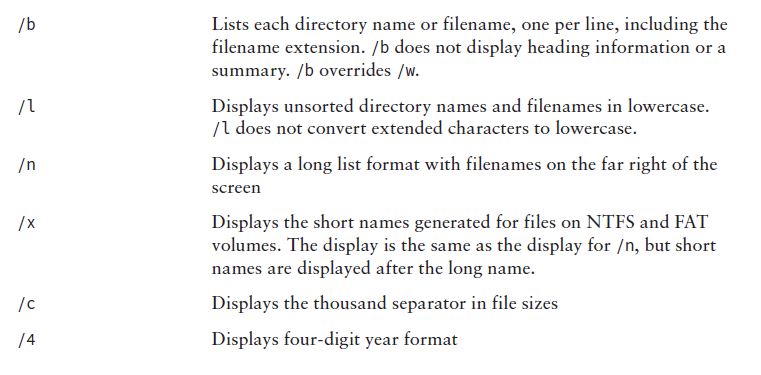 /b Lists each directory name or filename, one per line, including the
filename extension. /b does not display heading information or a
summary. /b overrides /w.
/l Displays unsorted directory names and filenames in lowercase.
/l does not convert extended characters to lowercase.
/n Displays a long list format with filenames on the far right of the
screen
/x Displays the short names generated for files on NTFS and FAT
volumes. The display is the same as the display for /n, but short
names are displayed after the long name.
/c Displays the thousand separator in file sizes
/4 Displays four-digit year format